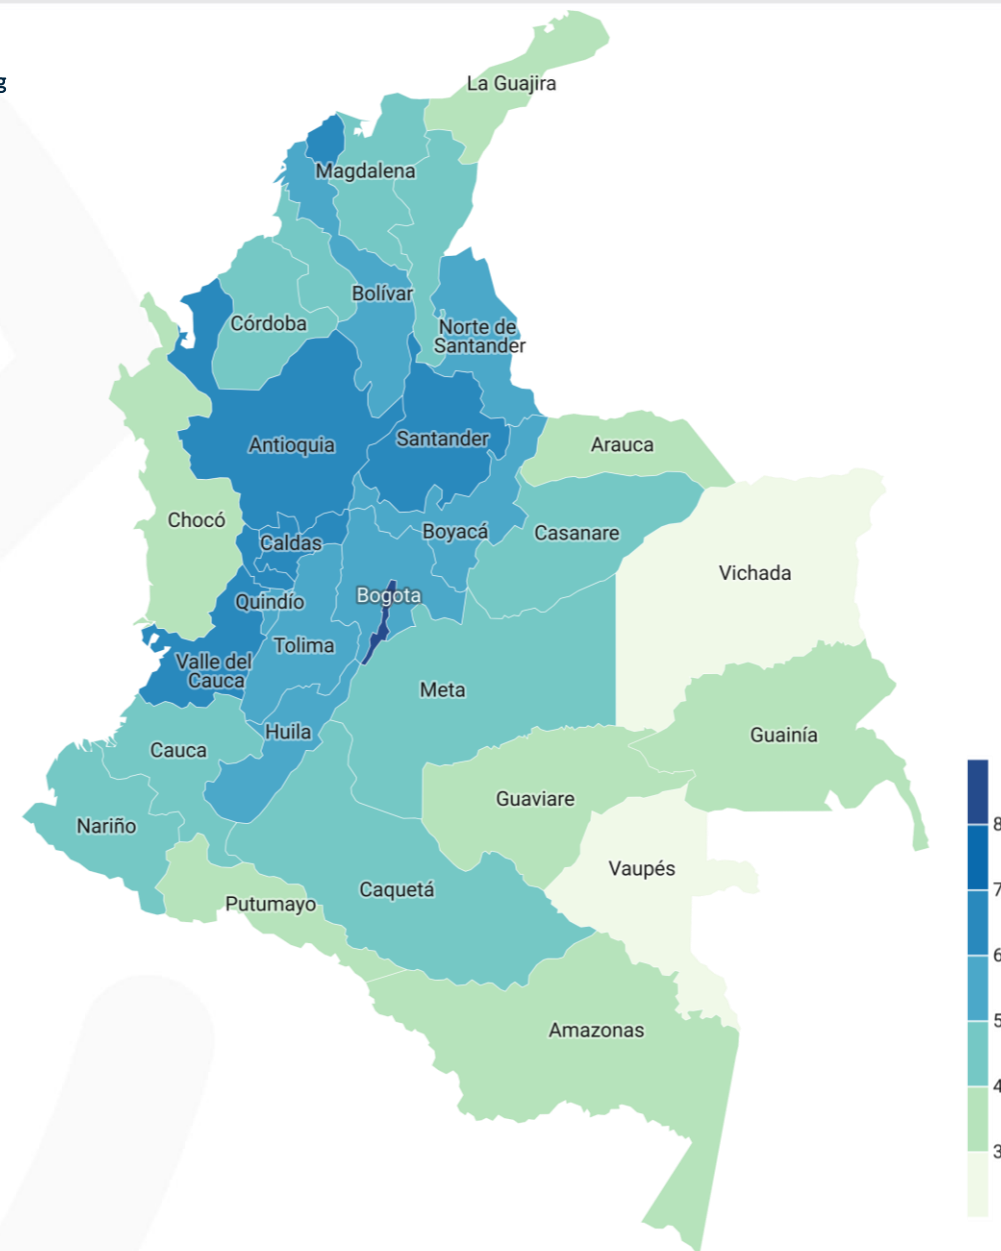 g
La Guajira
Magdalena
Bolívar
Córdoba
Norte de
Santander
Antioquia
Santander
Arauca
Chocó
Caldas
Boyacá
Casanare
Vichada
Quindío
Bogota
Tolima
Valle del
Cauca
Meta
Huila
Guainía
Cauca
Guaviare
Nariño
Vaupés
Caquetá
Putumayo
Amazonas
8
7
6
5
4
3